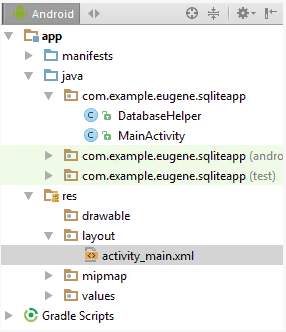 Android
app
manifests
java
com.example.eugene.sqliteapp
C DatabaseHelper
C MainActivity
com.example.eugene.sqliteapp (andro
com.example.eugene.sqliteapp (test)
res
drawable
layout
activity_main.xml
mipmap
values
Gradle Scripts